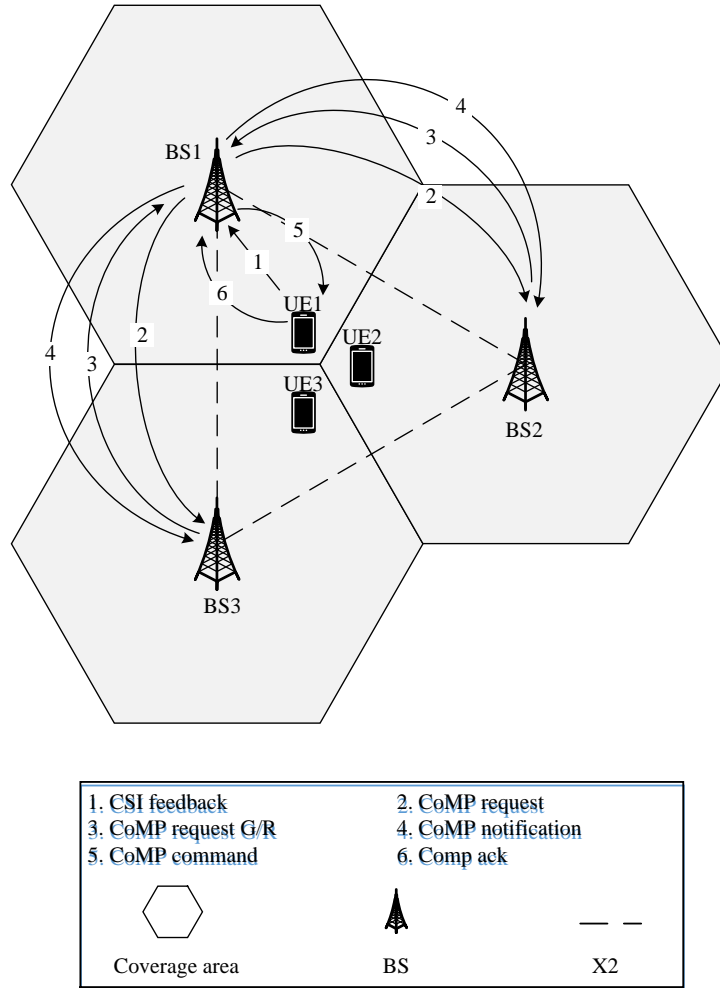 4
3
BS1
2
5
1
6
UE1
2
UE2
4
3
UE3
BS2
BS3
1. CSI feedback 2. CoMP request
3. CoMP request G/R 4. CoMP notification
5. CoMP command 6. Comp ack
Coverage area BS X2